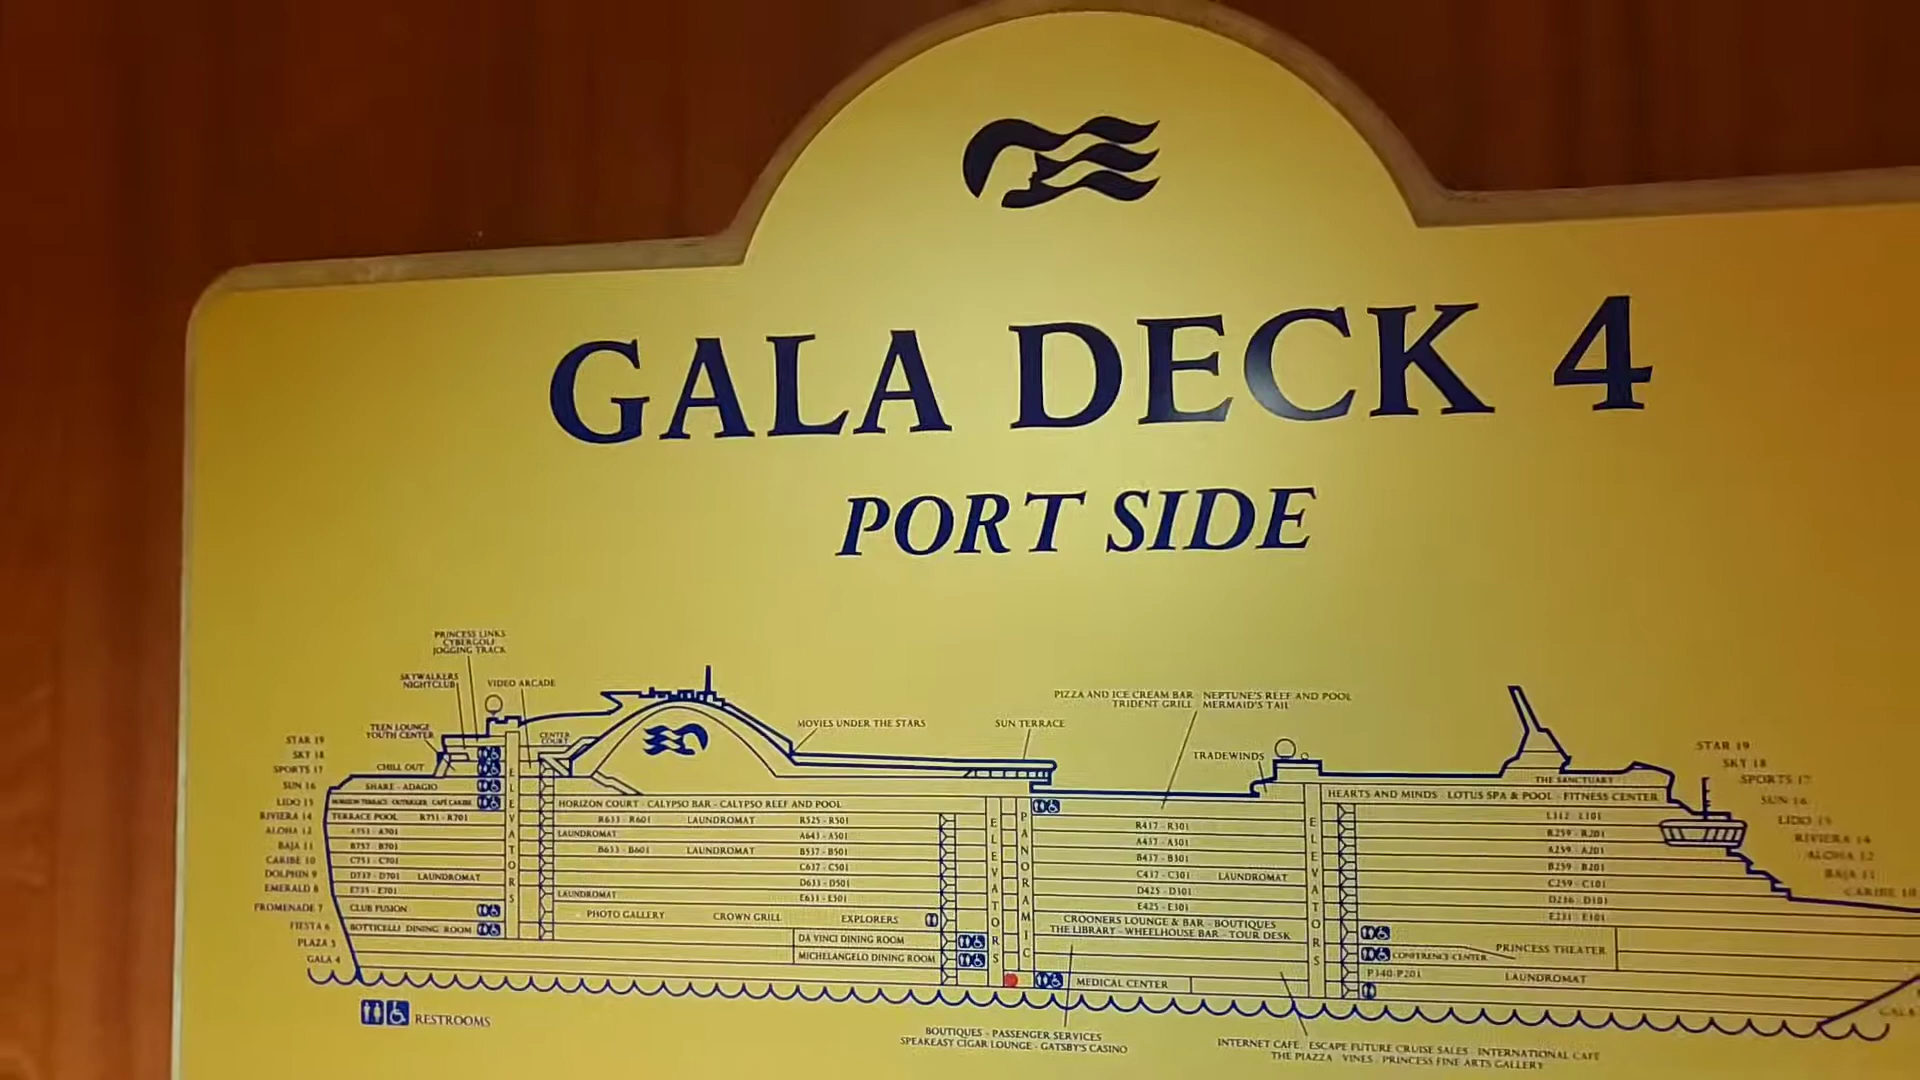 GALA DECK 4
PORT SIDE
PRINCESS LINKS
CYBERGOLF
JOGGING TRACK
SKYWALKERS
NIGHTCLUB
VIDEO ARCADE
TEEN LOUNGE
YOUTH CENTER
CENTER
COURT
CHILL OUT
MOVIES UNDER THE STARS
SUN TERRACE
PIZZA AND ICE CREAM BAR
TRIDENT GRILL
NEPTUNE'S REEF AND POOL
MERMAID'S TAIL
TRADEWINDS
THE SANCTUARY
STAR 19
SKY 18
SPORTS 17
SUN 16
LIDO 15
RIVIERA 14
ALOHA 12
BAJA 11
CARIBE 10
DOLPHIN 9
EMERALD 8
PROMENADE 7
FIESTA 6
PLAZA 5
GALA 4
SHARE - ADAGIO
HORIZON TERRACE OUTRIGGER CAFE CARIBE
TERRACE POOL R751 - R701
A751 - A701
B757 - B701
C751 - C701
D737 - D701 LAUNDROMAT
E735 - E701
CLUB FUSION
BOTTICELLI DINING ROOM
ELEVATORS
HORIZON COURT - CALYPSO BAR - CALYPSO REEF AND POOL
R633 - R601 LAUNDROMAT R525 - R501
LAUNDROMAT A643 - A501
B653 - B601 LAUNDROMAT B537 - B501
C637 - C501
D633 - D501
LAUNDROMAT E631 - E501
PHOTO GALLERY CROWN GRILL EXPLORERS
DA VINCI DINING ROOM
MICHELANGELO DINING ROOM
ELEVATORS
PANORAMIC
R417 - R301
A437 - A301
B437 - B301
C437 - C301 LAUNDROMAT
D425 - D301
E425 - E301
CROONERS LOUNGE & BAR - BOUTIQUES
THE LIBRARY - WHEELHOUSE BAR - TOUR DESK
MEDICAL CENTER
ELEVATORS
HEARTS AND MINDS - LOTUS SPA & POOL - FITNESS CENTER
L112 - L101
R259 - R201
A259 - A201
B259 - B201
C259 - C101
D236 - D101
E231 - E101
PRINCESS THEATER
CONFERENCE CENTER
P340-P201 LAUNDROMAT
STAR 19
SKY 18
SPORTS 17
SUN 16
LIDO 15
RIVIERA 14
ALOHA 12
BAJA 11
CARIBE 10
GALA
RESTROOMS
BOUTIQUES - PASSENGER SERVICES
SPEAKEASY CIGAR LOUNGE - GATSBY'S CASINO
INTERNET CAFE ESCAPE FUTURE CRUISE SALES INTERNATIONAL CAFE
THE PIAZZA VINES - PRINCESS FINE ARTS GALLERY